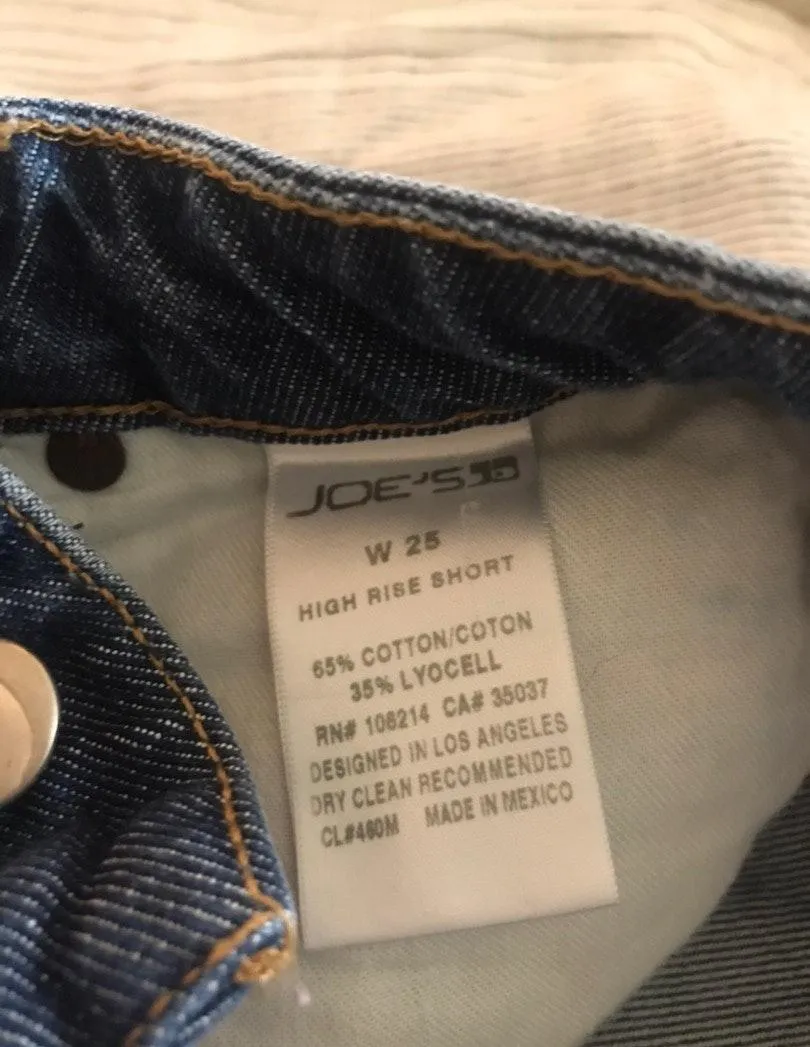 JOE'S
W 25
HIGH RISE SHORT
65% COTTON/COTON
35% LYOCELL
RN# 106214 CA# 35037
DESIGNED IN LOS ANGELES
DRY CLEAN RECOMMENDED
CL#460M MADE IN MEXICO